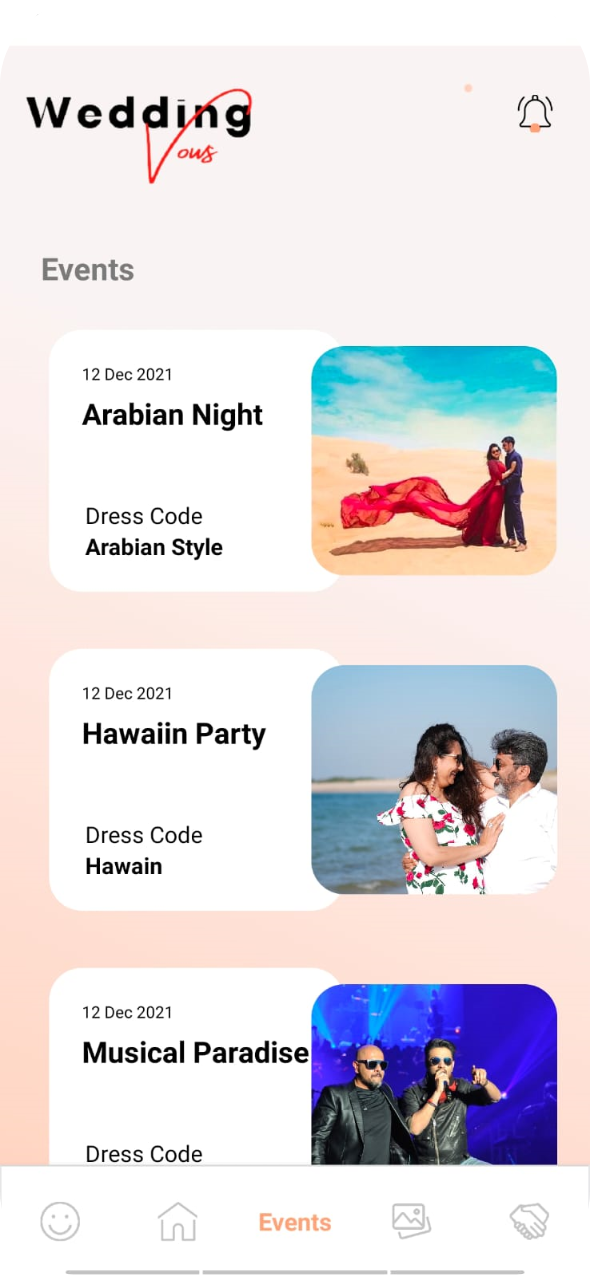 Wedding
Vous
Events
12 Dec 2021
Arabian Night
Dress Code
Arabian Style
12 Dec 2021
Hawaiin Party
Dress Code
Hawain
12 Dec 2021
Musical Paradise
Dress Code
Events